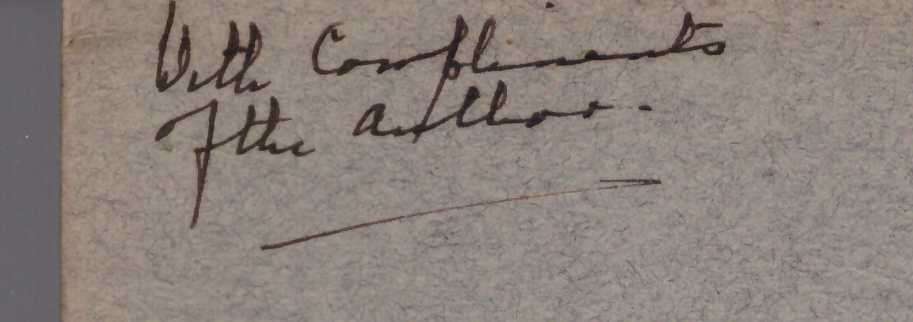 With Compliments
of the author.